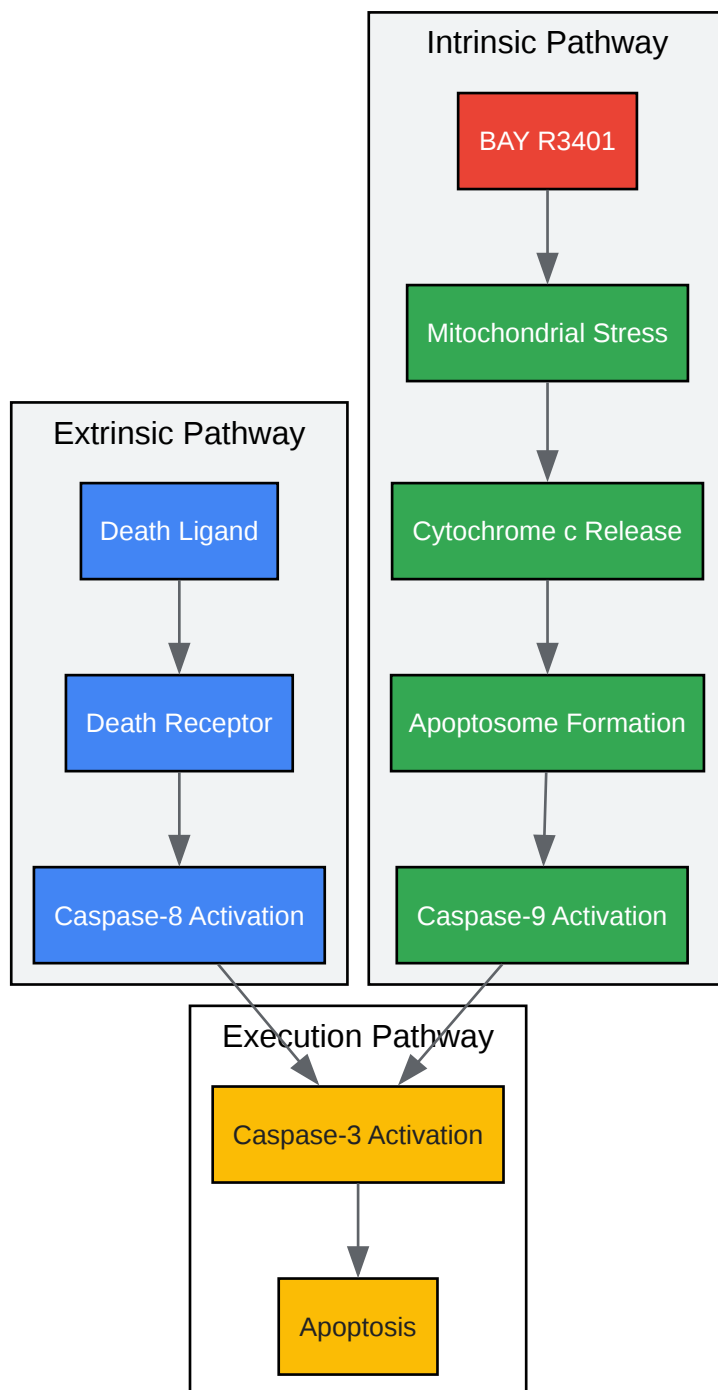 Intrinsic Pathway
BAY R3401
Mitochondrial Stress
Cytochrome c Release
Apoptosome Formation
Caspase-9 Activation
Extrinsic Pathway
Death Ligand
Death Receptor
Caspase-8 Activation
Execution Pathway
Caspase-3 Activation
Apoptosis